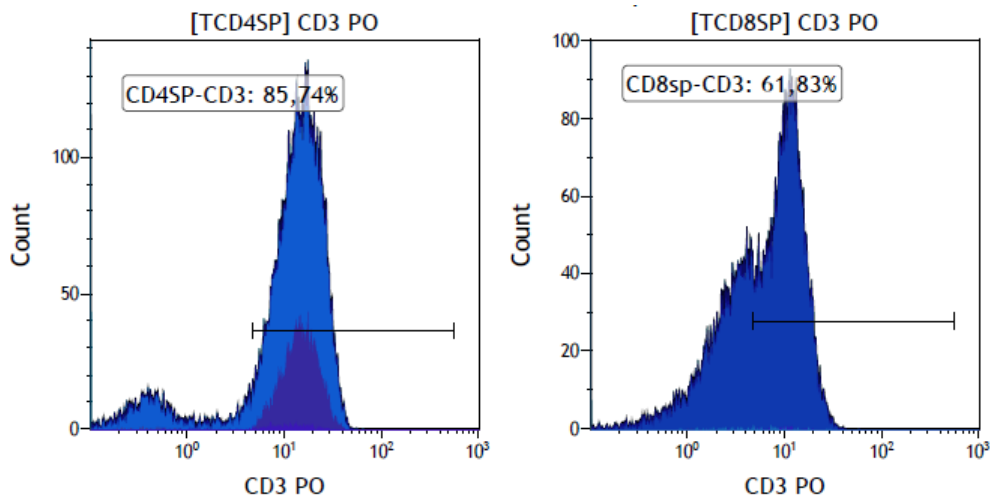 [TCD4SP] CD3 PO
CD4SP-CD3: 85,74%
Count
100
50
0
10⁰
10¹
10²
10³
CD3 PO
[TCD8SP] CD3 PO
CD8sp-CD3: 61,83%
Count
100
80
60
40
20
0
10⁰
10¹
10²
10³
CD3 PO